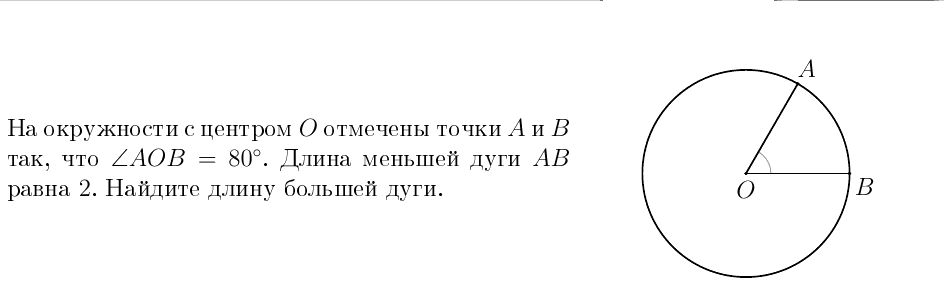 На окружности с центром O отмечены точки A и B
так, что ∠AOB = 80°. Длина меньшей дуги AB
равна 2. Найдите длину большей дуги.
A
O
B